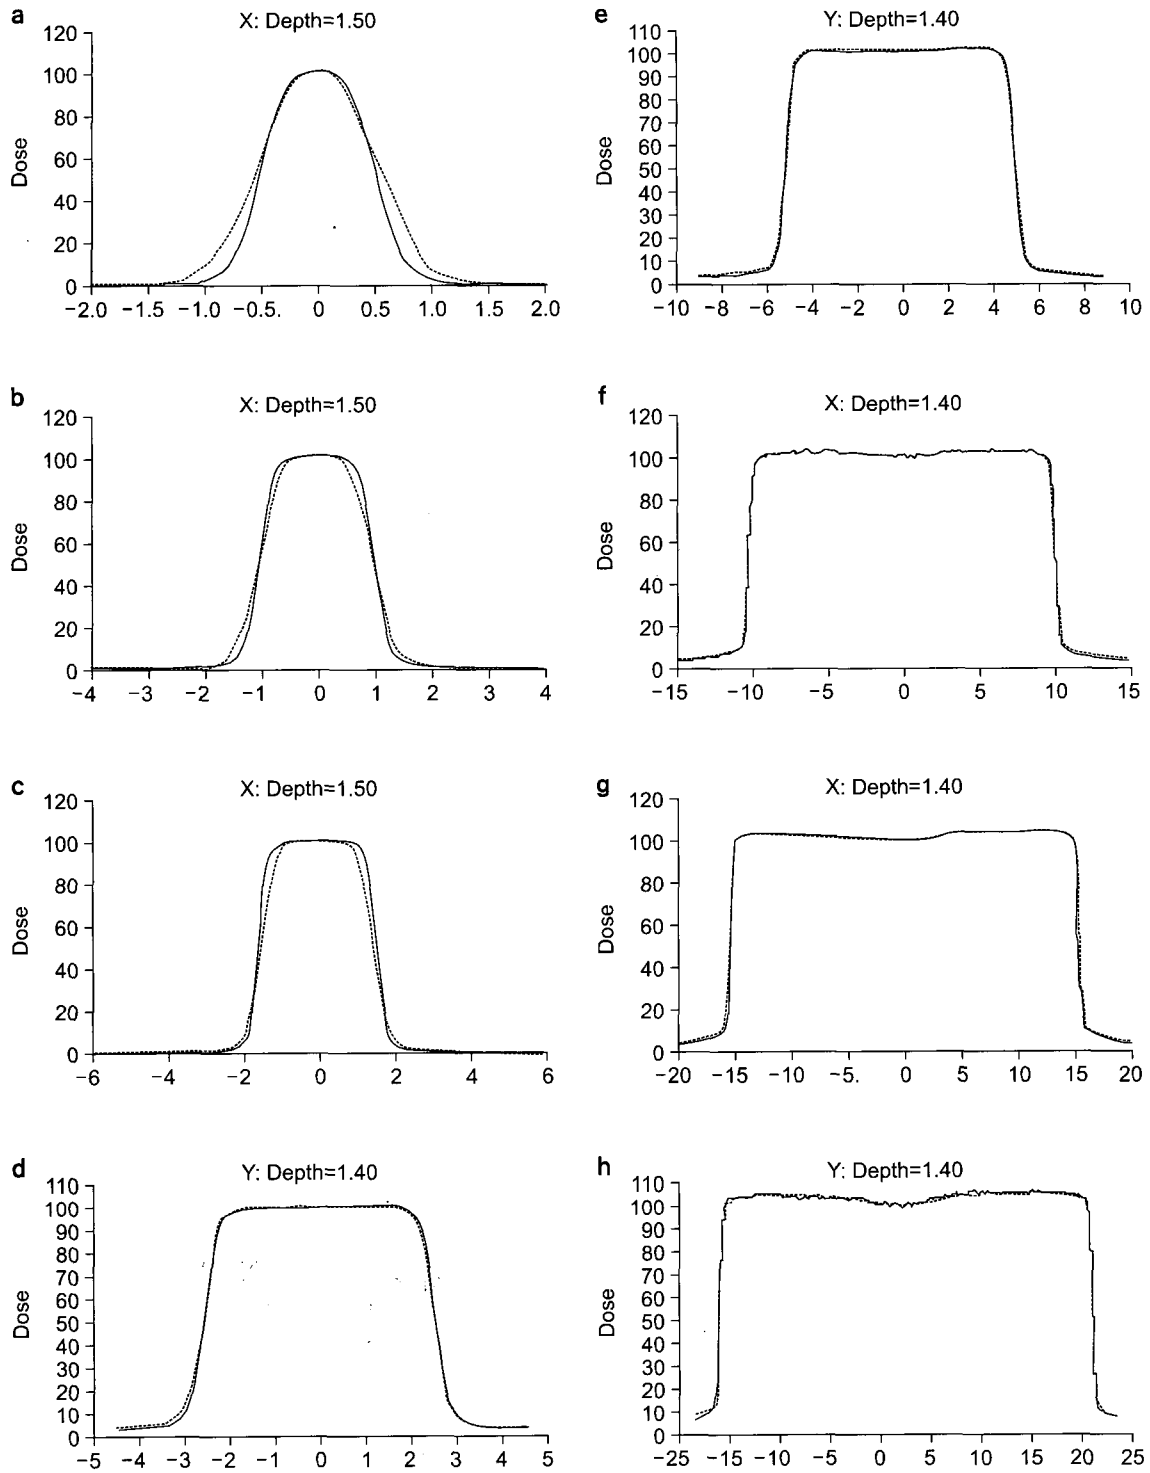 a
X: Depth=1.50
120
100
80
60
40
20
0
Dose
−2.0 −1.5 −1.0 −0.5. 0 0.5 1.0 1.5 2.0
b
X: Depth=1.50
120
100
80
60
40
20
0
Dose
−4 −3 −2 −1 0 1 2 3 4
c
X: Depth=1.50
120
100
80
60
40
20
0
Dose
−6 −4 −2 0 2 4 6
d
Y: Depth=1.40
110
100
90
80
70
60
50
40
30
20
10
0
Dose
−5 −4 −3 −2 −1 0 1 2 3 4 5
e
Y: Depth=1.40
110
100
90
80
70
60
50
40
30
20
10
0
Dose
−10 −8 −6 −4 −2 0 2 4 6 8 10
f
X: Depth=1.40
120
100
80
60
40
20
0
Dose
−15 −10 −5 0 5 10 15
g
X: Depth=1.40
120
100
80
60
40
20
0
Dose
−20 −15 −10 −5. 0 5 10 15 20
h
Y: Depth=1.40
110
100
90
80
70
60
50
40
30
20
10
0
Dose
−25 −15 −10 −5 0 5 10 15 20 25